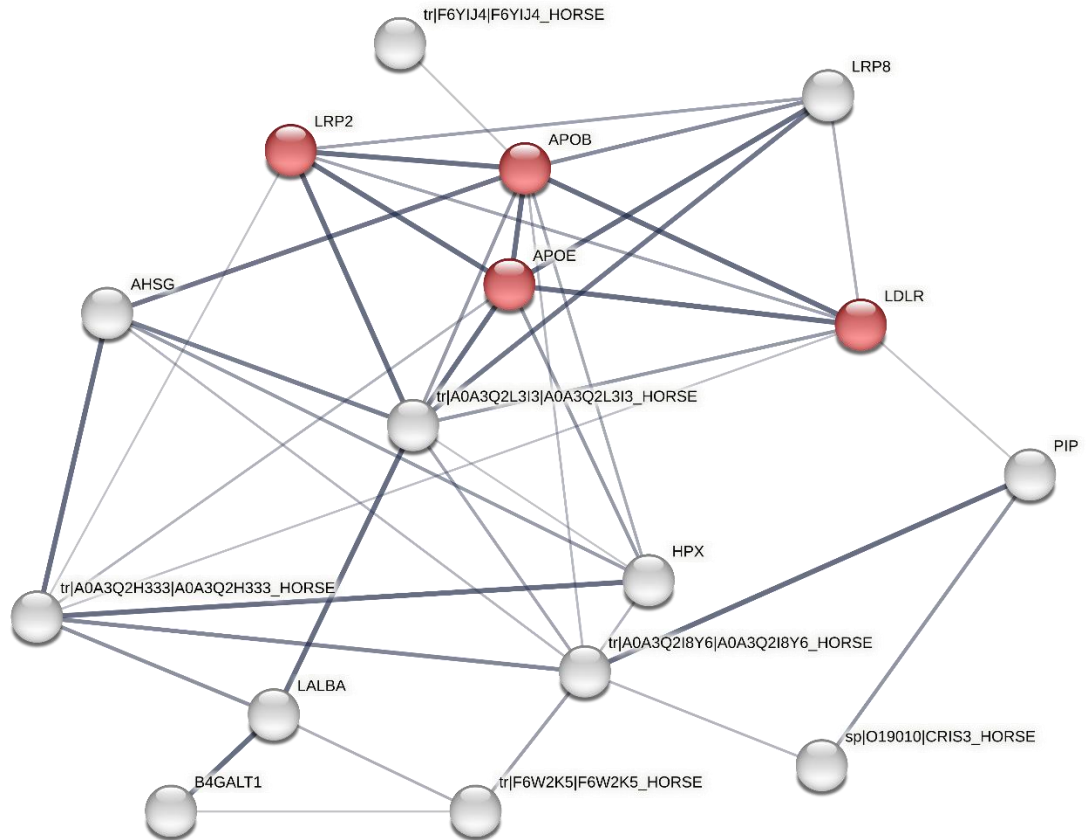 tr|F6YIJ4|F6YIJ4_HORSE
LRP8
LRP2
APOB
APOE
AHSG
LDLR
tr|A0A3Q2L3I3|A0A3Q2L3I3_HORSE
PIP
HPX
tr|A0A3Q2H333|A0A3Q2H333_HORSE
tr|A0A3Q2I8Y6|A0A3Q2I8Y6_HORSE
LALBA
sp|O19010|CRIS3_HORSE
B4GALT1
tr|F6W2K5|F6W2K5_HORSE